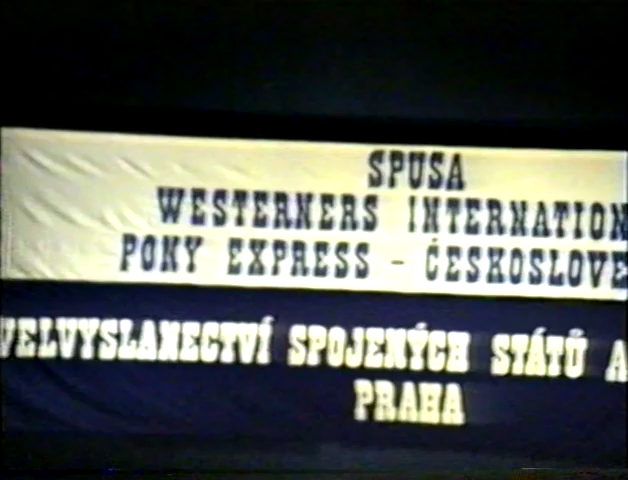 SPUSA
WESTERNERS INTERNATION
PONY EXPRESS - ČESKOSLOVE
VELVYSLANECTVÍ SPOJENÝCH STÁTŮ A
PRAHA